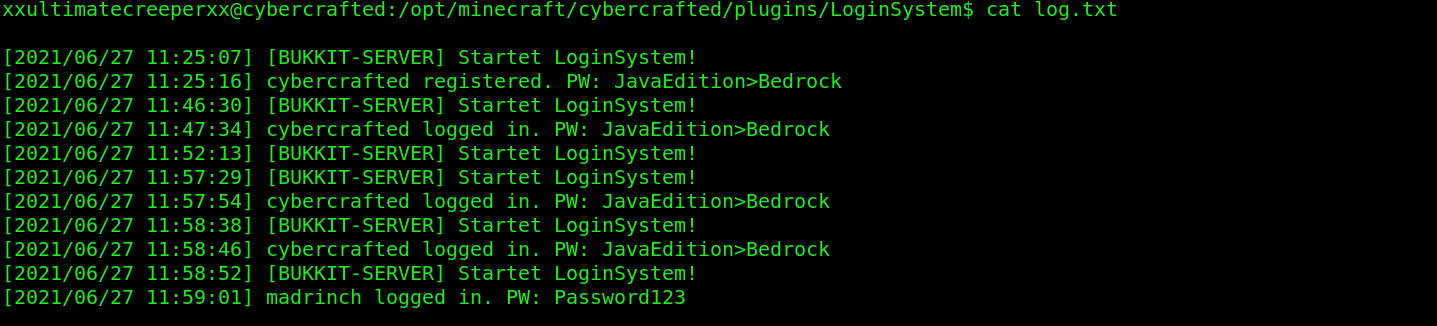 xxultimatecreeperxx@cybercrafted:/opt/minecraft/cybercrafted/plugins/LoginSystem$ cat log.txt
[2021/06/27 11:25:07] [BUKKIT-SERVER] Startet LoginSystem!
[2021/06/27 11:25:16] cybercrafted registered. PW: JavaEdition>Bedrock
[2021/06/27 11:46:30] [BUKKIT-SERVER] Startet LoginSystem!
[2021/06/27 11:47:34] cybercrafted logged in. PW: JavaEdition>Bedrock
[2021/06/27 11:52:13] [BUKKIT-SERVER] Startet LoginSystem!
[2021/06/27 11:57:29] [BUKKIT-SERVER] Startet LoginSystem!
[2021/06/27 11:57:54] cybercrafted logged in. PW: JavaEdition>Bedrock
[2021/06/27 11:58:38] [BUKKIT-SERVER] Startet LoginSystem!
[2021/06/27 11:58:46] cybercrafted logged in. PW: JavaEdition>Bedrock
[2021/06/27 11:58:52] [BUKKIT-SERVER] Startet LoginSystem!
[2021/06/27 11:59:01] madrinch logged in. PW: Password123